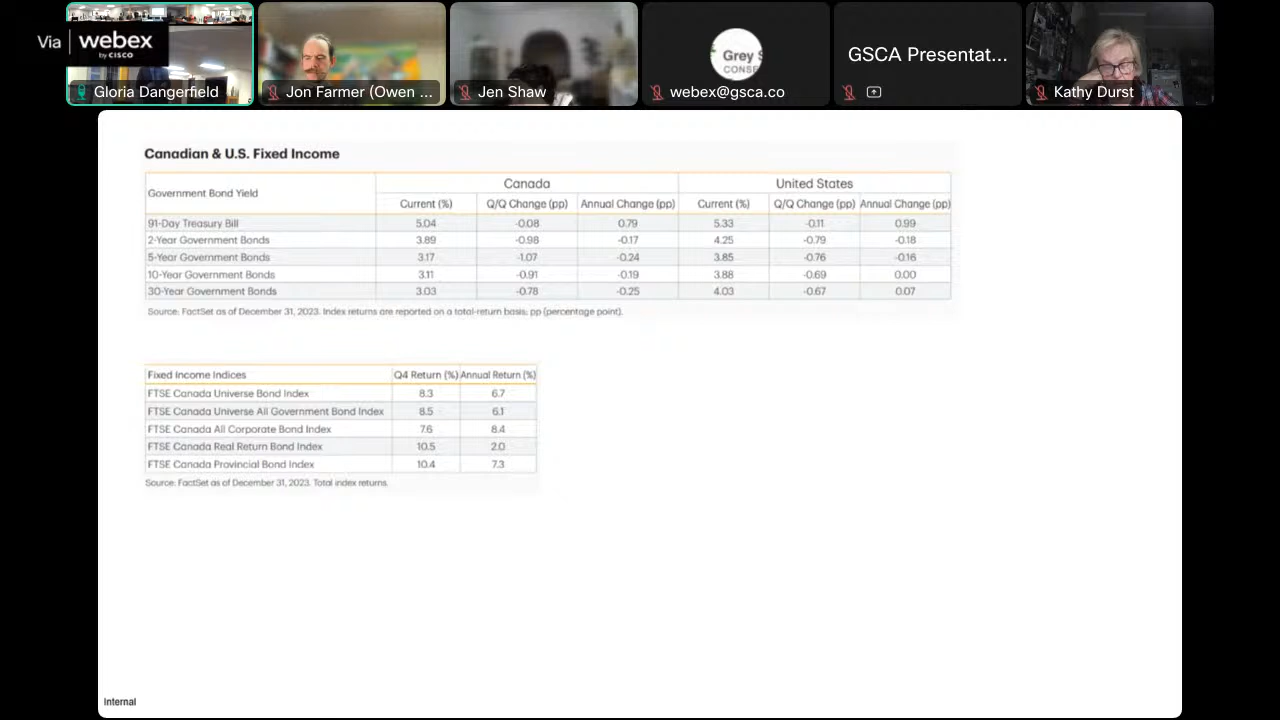 Via webex
by CISCO
Gloria Dangerfield
Jon Farmer (Owen ...
Jen Shaw
Grey
CONSE
webex@gsca.co
GSCA Presentat...
Kathy Durst
Canadian & U.S. Fixed Income
Government Bond Yield Canada United States
Current (%) Q/Q Change (pp) Annual Change (pp) Current (%) Q/Q Change (pp) Annual Change (pp)
91-Day Treasury Bill 5.04 -0.08 0.79 5.33 -0.11 0.99
2-Year Government Bonds 3.89 -0.98 -0.17 4.25 -0.79 -0.18
5-Year Government Bonds 3.17 -1.07 -0.24 3.85 -0.76 -0.16
10-Year Government Bonds 3.11 -0.91 -0.19 3.88 -0.69 0.00
30-Year Government Bonds 3.03 -0.78 -0.25 4.03 -0.67 0.07
Source: FactSet as of December 31, 2023. Index returns are reported on a total-return basis; pp (percentage point).
Fixed Income Indices Q4 Return (%) Annual Return (%)
FTSE Canada Universe Bond Index 8.3 6.7
FTSE Canada Universe All Government Bond Index 8.5 6.1
FTSE Canada All Corporate Bond Index 7.6 8.4
FTSE Canada Real Return Bond Index 10.5 2.0
FTSE Canada Provincial Bond Index 10.4 7.3
Source: FactSet as of December 31, 2023. Total index returns.
Internal